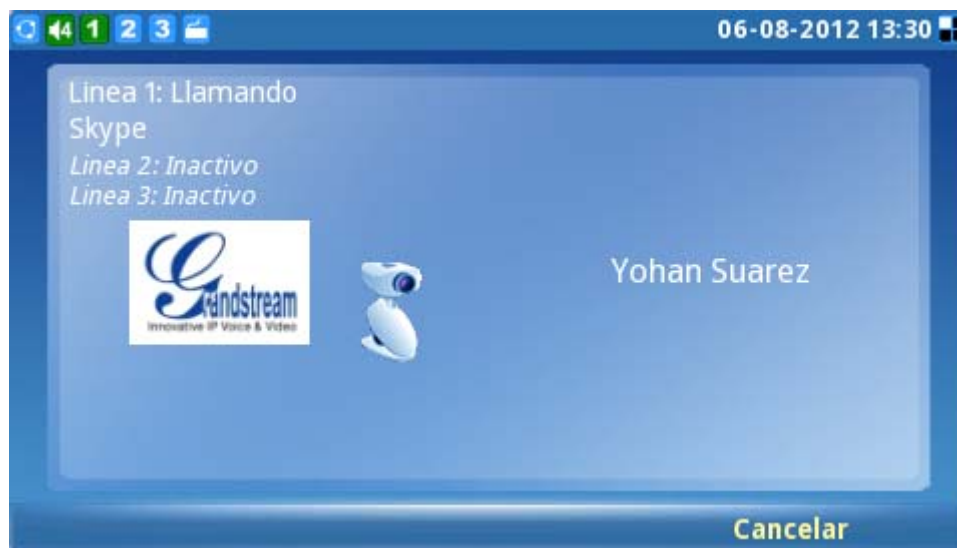 4 1 2 3
06-08-2012 13:30
Linea 1: Llamando
Skype
Linea 2: Inactivo
Linea 3: Inactivo
Grandstream
Innovative IP Voice & Video
Yohan Suarez
Cancelar